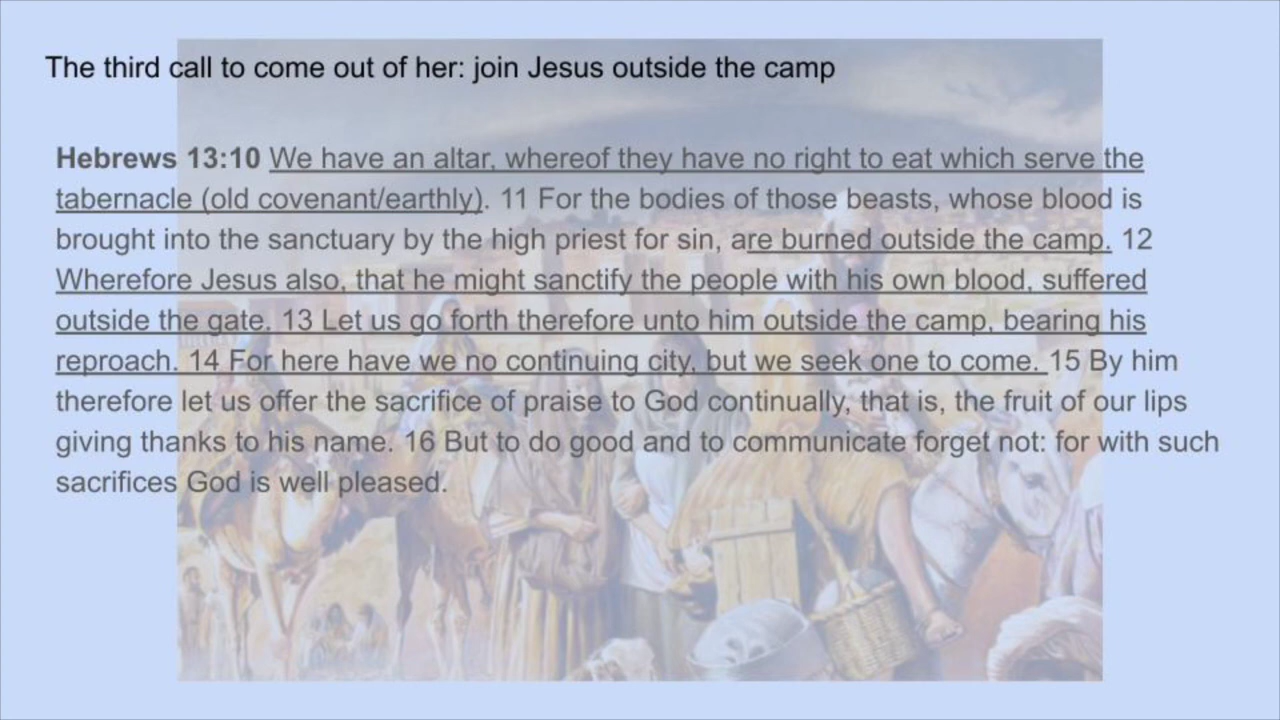 The third call to come out of her: join Jesus outside the camp
Hebrews 13:10 We have an altar, whereof they have no right to eat which serve the
tabernacle (old covenant/earthly). 11 For the bodies of those beasts, whose blood is
brought into the sanctuary by the high priest for sin, are burned outside the camp. 12
Wherefore Jesus also, that he might sanctify the people with his own blood, suffered
outside the gate. 13 Let us go forth therefore unto him outside the camp, bearing his
reproach. 14 For here have we no continuing city, but we seek one to come. 15 By him
therefore let us offer the sacrifice of praise to God continually, that is, the fruit of our lips
giving thanks to his name. 16 But to do good and to communicate forget not: for with such
sacrifices God is well pleased.